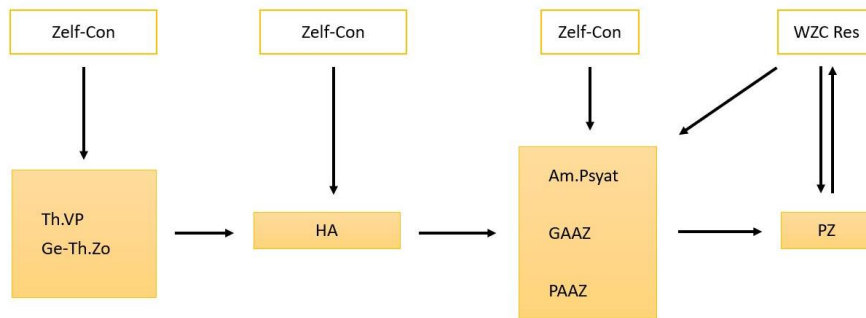 Zelf-Con
Zelf-Con
Zelf-Con
WZC Res
Th.VP
Ge-Th.Zo
HA
Am.Psyat
GAAZ
PAAZ
PZ